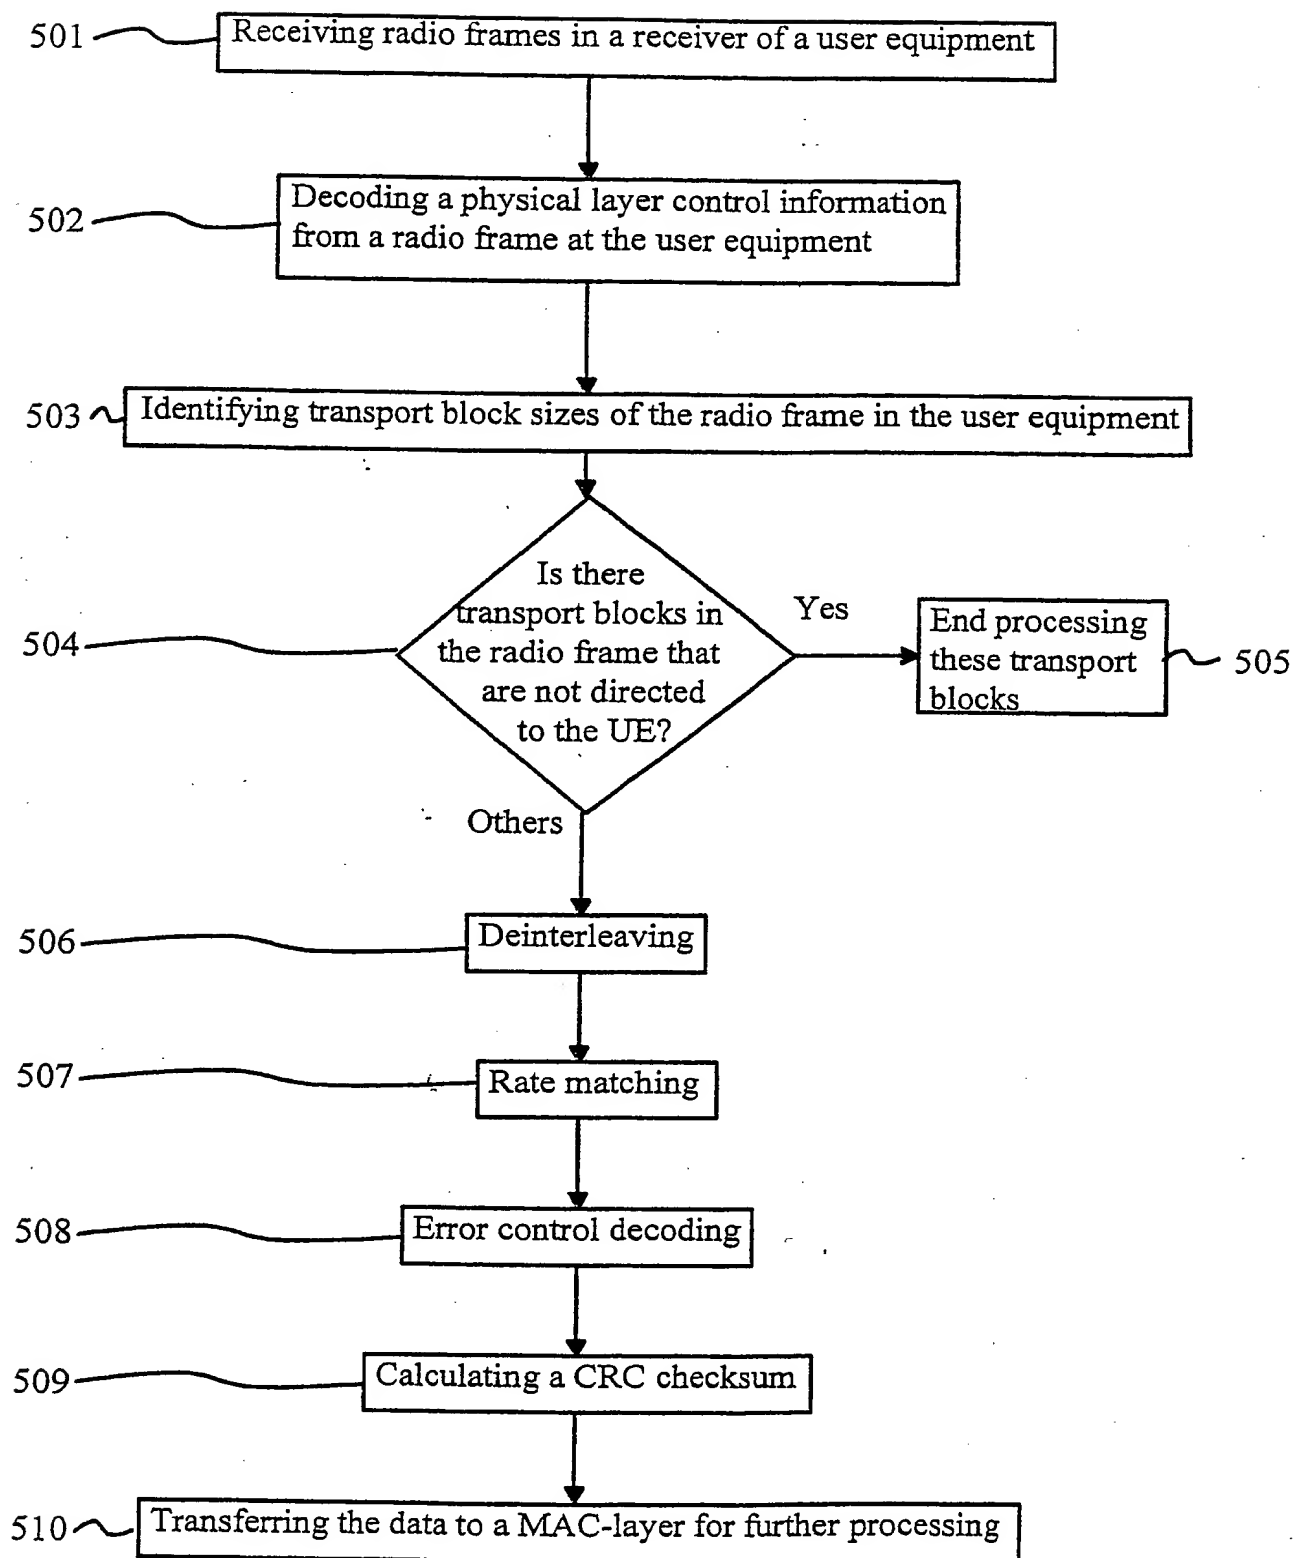 501
Receiving radio frames in a receiver of a user equipment
502
Decoding a physical layer control information
from a radio frame at the user equipment
503
Identifying transport block sizes of the radio frame in the user equipment
504
Is there
transport blocks in
the radio frame that
are not directed
to the UE?
Yes
End processing
these transport
blocks
505
Others
506
Deinterleaving
507
Rate matching
508
Error control decoding
509
Calculating a CRC checksum
510
Transferring the data to a MAC-layer for further processing